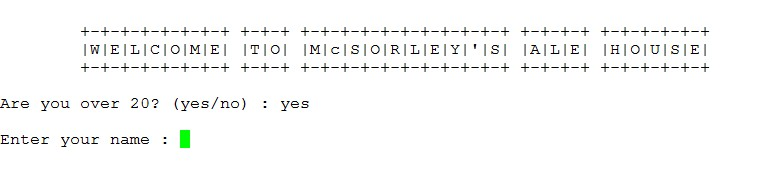 +-+-+-+-+-+-+-+ +-+-+ +-+-+-+-+-+-+-+-+-+-+ +-+-+-+ +-+-+-+-+-+
|W|E|L|C|O|M|E| |T|O| |M|c|S|O|R|L|E|Y|'|S| |A|L|E| |H|O|U|S|E|
+-+-+-+-+-+-+-+ +-+-+ +-+-+-+-+-+-+-+-+-+-+ +-+-+-+ +-+-+-+-+-+
Are you over 20? (yes/no) : yes
Enter your name :